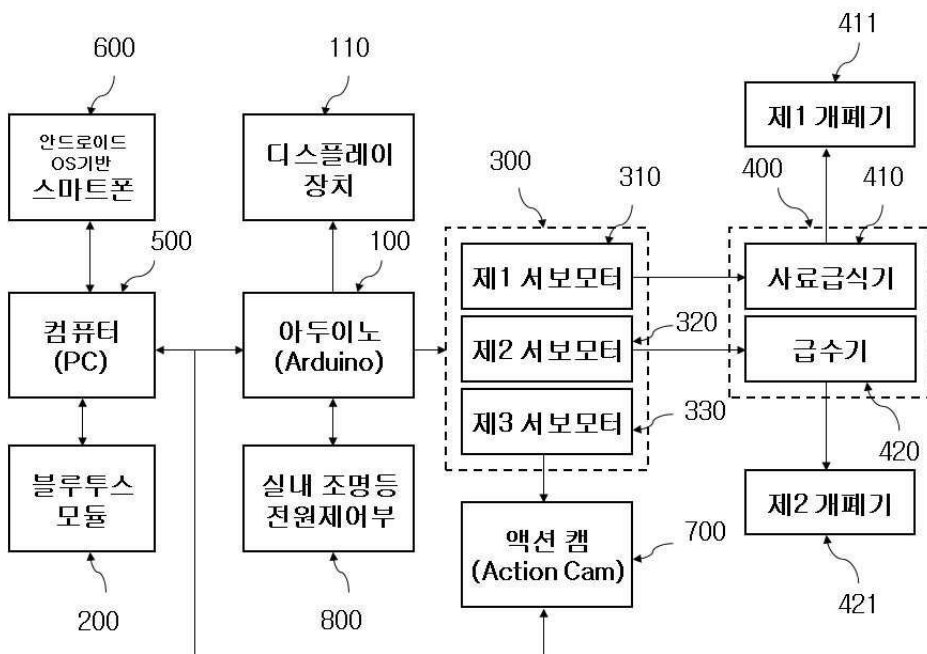 600
110
411
안드로이드
OS기반
스마트폰
디스플레이
장치
제1 개폐기
300
310
400
410
500
100
컴퓨터
(PC)
아두이노
(Arduino)
제1 서보모터
사료급식기
제2 서보모터
320
급수기
제3 서보모터
330
420
블루투스
모듈
실내 조명등
전원제어부
액션 캠
(Action Cam)
700
제2 개폐기
200
800
421